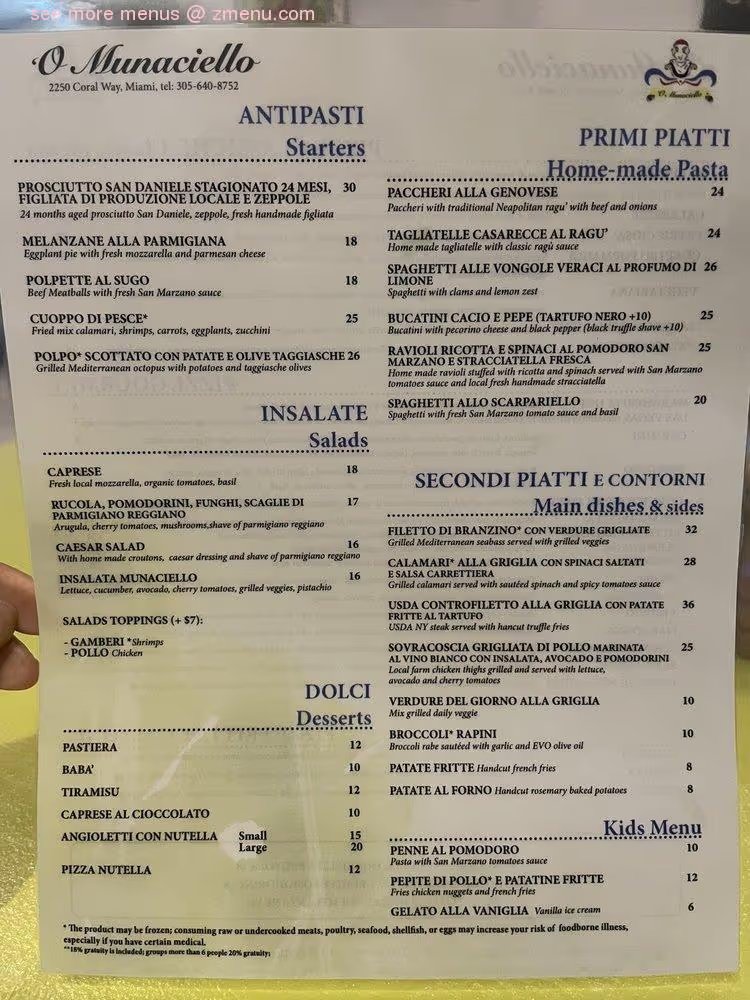 see more menus @ zmenu.com
'O Munaciello
2250 Coral Way, Miami, tel: 305-640-8752
'O Munaciello
ANTIPASTI
Starters
PROSCIUTTO SAN DANIELE STAGIONATO 24 MESI, 30
FIGLIATA DI PRODUZIONE LOCALE E ZEPPOLE
24 months aged prosciutto San Daniele, zeppole, fresh handmade figliata
MELANZANE ALLA PARMIGIANA 18
Eggplant pie with fresh mozzarella and parmesan cheese
POLPETTE AL SUGO 18
Beef Meatballs with fresh San Marzano sauce
CUOPPO DI PESCE* 25
Fried mix calamari, shrimps, carrots, eggplants, zucchini
POLPO* SCOTTATO CON PATATE E OLIVE TAGGIASCHE 26
Grilled Mediterranean octopus with potatoes and taggiasche olives
INSALATE
Salads
CAPRESE 18
Fresh local mozzarella, organic tomatoes, basil
RUCOLA, POMODORINI, FUNGHI, SCAGLIE DI 17
PARMIGIANO REGGIANO
Arugula, cherry tomatoes, mushrooms,shave of parmigiano reggiano
CAESAR SALAD 16
With home made croutons, caesar dressing and shave of parmigiano reggiano
INSALATA MUNACIELLO 16
Lettuce, cucumber, avocado, cherry tomatoes, grilled veggies, pistachio
SALADS TOPPINGS (+ $7):
- GAMBERI *Shrimps
- POLLO Chicken
DOLCI
Desserts
PASTIERA 12
BABA' 10
TIRAMISU 12
CAPRESE AL CIOCCOLATO 10
ANGIOLETTI CON NUTELLA Small 15
Large 20
PIZZA NUTELLA 12
PRIMI PIATTI
Home-made Pasta
PACCHERI ALLA GENOVESE 24
Paccheri with traditional Neapolitan ragu' with beef and onions
TAGLIATELLE CASARECCE AL RAGU' 24
Home made tagliatelle with classic ragù sauce
SPAGHETTI ALLE VONGOLE VERACI AL PROFUMO DI 26
LIMONE
Spaghetti with clams and lemon zest
BUCATINI CACIO E PEPE (TARTUFO NERO +10) 25
Bucatini with pecorino cheese and black pepper (black truffle shave +10)
RAVIOLI RICOTTA E SPINACI AL POMODORO SAN 25
MARZANO E STRACCIATELLA FRESCA
Home made ravioli stuffed with ricotta and spinach served with San Marzano
tomatoes sauce and local fresh handmade stracciatella
SPAGHETTI ALLO SCARPARIELLO 20
Spaghetti with fresh San Marzano tomato sauce and basil
SECONDI PIATTI E CONTORNI
Main dishes & sides
FILETTO DI BRANZINO* CON VERDURE GRIGLIATE 32
Grilled Mediterranean seabass served with grilled veggies
CALAMARI* ALLA GRIGLIA CON SPINACI SALTATI 28
E SALSA CARRETTIERA
Grilled calamari served with sautéed spinach and spicy tomatoes sauce
USDA CONTROFILETTO ALLA GRIGLIA CON PATATE 36
FRITTE AL TARTUFO
USDA NY steak served with hancut truffle fries
SOVRACOSCIA GRIGLIATA DI POLLO MARINATA 25
AL VINO BIANCO CON INSALATA, AVOCADO E POMODORINI
Local farm chicken thighs grilled and served with lettuce,
avocado and cherry tomatoes
VERDURE DEL GIORNO ALLA GRIGLIA 10
Mix grilled daily veggie
BROCCOLI* RAPINI 10
Broccoli rabe sautéed with garlic and EVO olive oil
PATATE FRITTE Handcut french fries 8
PATATE AL FORNO Handcut rosemary baked potatoes 8
Kids Menu
PENNE AL POMODORO 10
Pasta with San Marzano tomatoes sauce
PEPITE DI POLLO* E PATATINE FRITTE 12
Fries chicken nuggets and french fries
GELATO ALLA VANIGLIA Vanilla ice cream 6
* The product may be frozen; consuming raw or undercooked meats, poultry, seafood, shellfish, or eggs may increase your risk of foodborne illness,
especially if you have certain medical.
**18% gratuity is included; groups more than 6 people 20% gratuity;